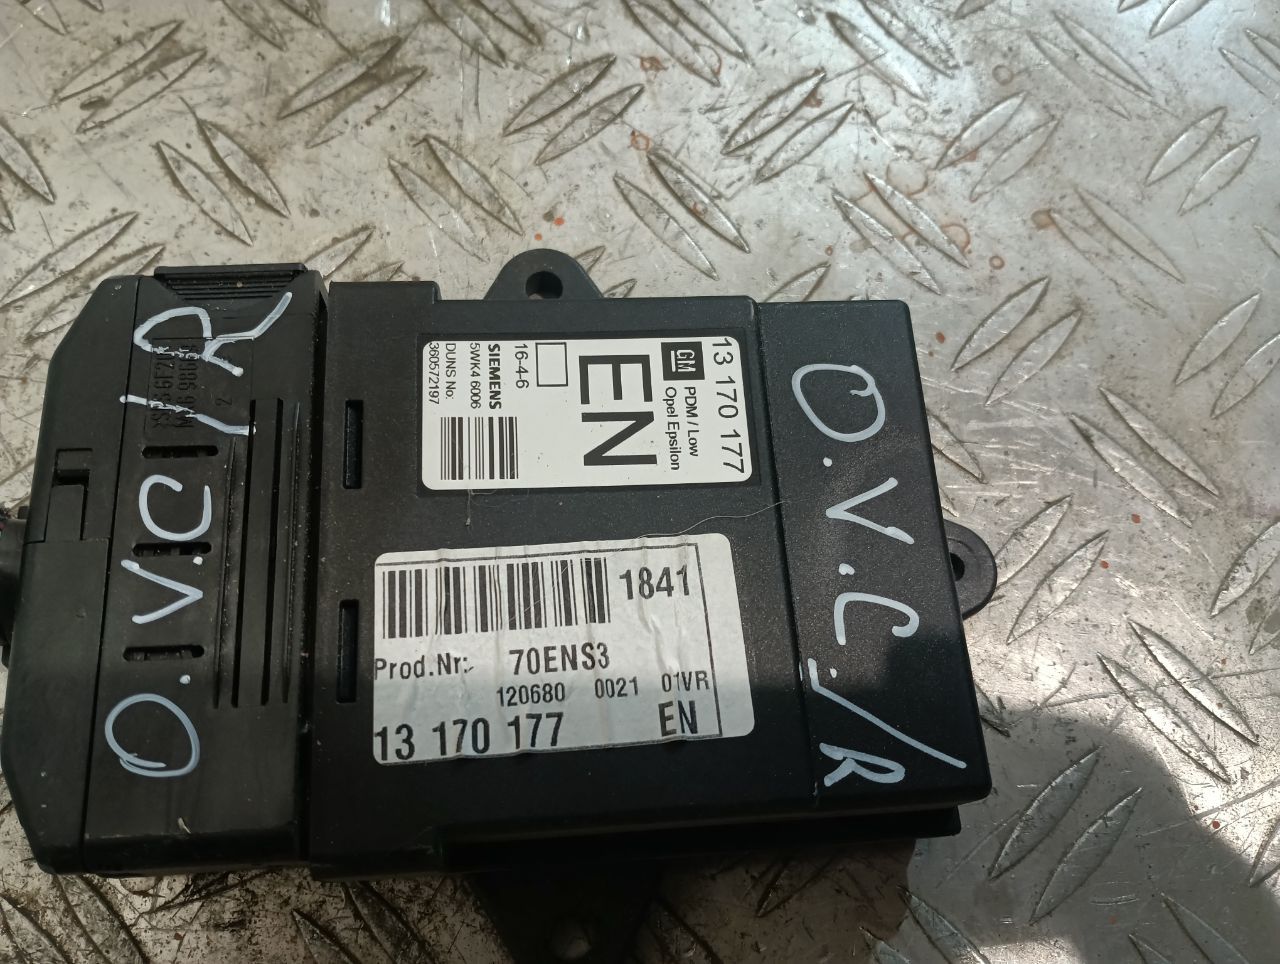 13 170 177
GM
PDM / Low
Opel Epsilon
EN
16-4-6
SIEMENS
5WK4 6006
DUNS No.
360572197
1841
Prod.Nr: 70ENS3
120680 0021 01VR
13 170 177 EN
O.V.C./R
O.V.C/R